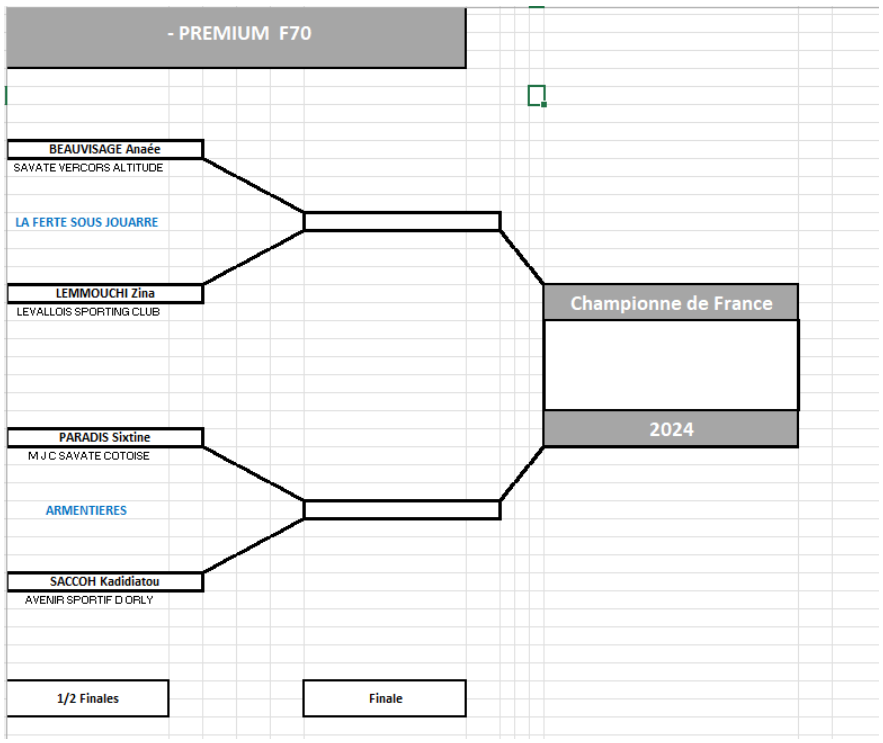 - PREMIUM F70
BEAUVISAGE Anaée
SAVATE VERCORS ALTITUDE
LA FERTE SOUS JOUARRE
LEMMOUCHI Zina
LEVALLOIS SPORTING CLUB
Championne de France
2024
PARADIS Sixtine
M J C SAVATE COTOISE
ARMENTIERES
SACCOH Kadidiatou
AVENIR SPORTIF D ORLY
1/2 Finales
Finale